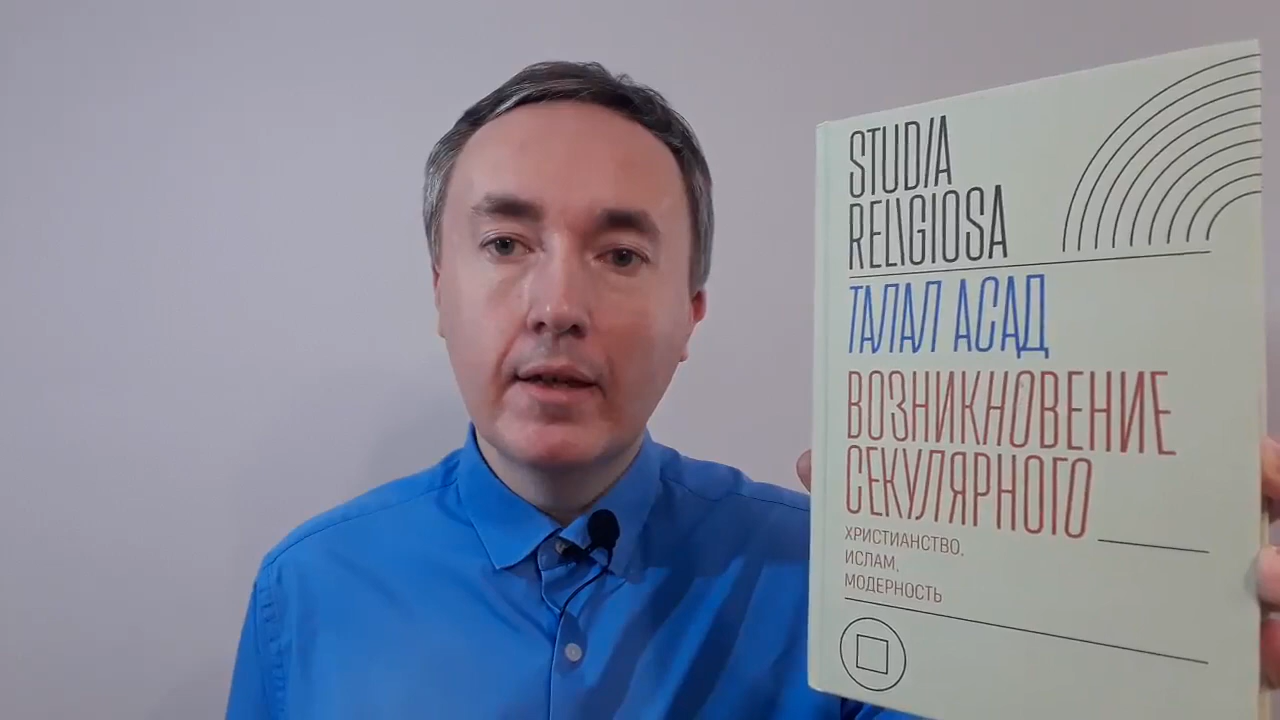 STUDIA
RELIGIOSA
ТАЛАЛ АСАД
ВОЗНИКНОВЕНИЕ
СЕКУЛЯРНОГО
ХРИСТИАНСТВО,
ИСЛАМ,
МОДЕРНОСТЬ